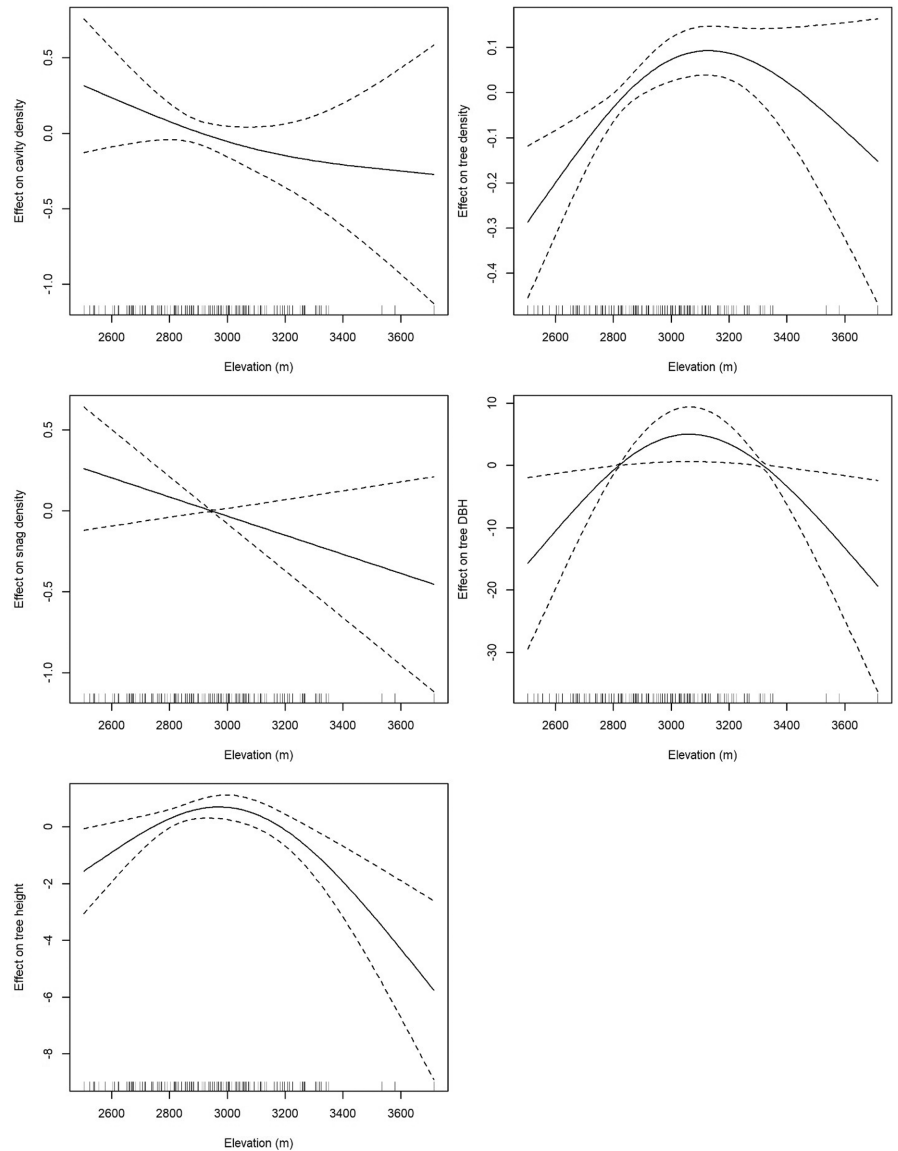 Effect on cavity density
0.5
0.0
-0.5
-1.0
2600 2800 3000 3200 3400 3600
Elevation (m)
Effect on tree density
0.1
0.0
-0.1
-0.2
-0.3
-0.4
2600 2800 3000 3200 3400 3600
Elevation (m)
Effect on snag density
0.5
0.0
-0.5
-1.0
2600 2800 3000 3200 3400 3600
Elevation (m)
Effect on tree DBH
10
0
-10
-20
-30
2600 2800 3000 3200 3400 3600
Elevation (m)
Effect on tree height
0
-2
-4
-6
-8
2600 2800 3000 3200 3400 3600
Elevation (m)